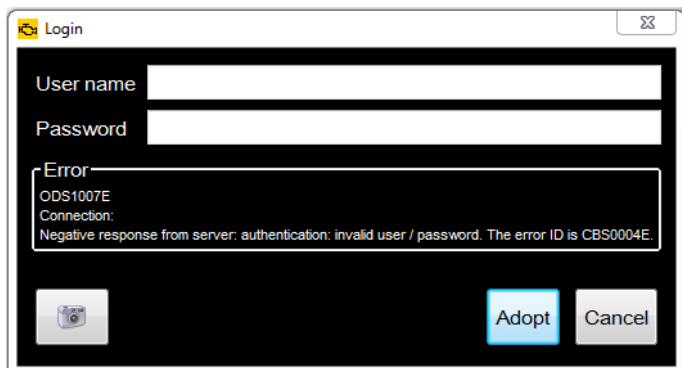 Login
User name
Password
Error
ODS1007E
Connection:
Negative response from server: authentication: invalid user / password. The error ID is CBS0004E.
Adopt Cancel